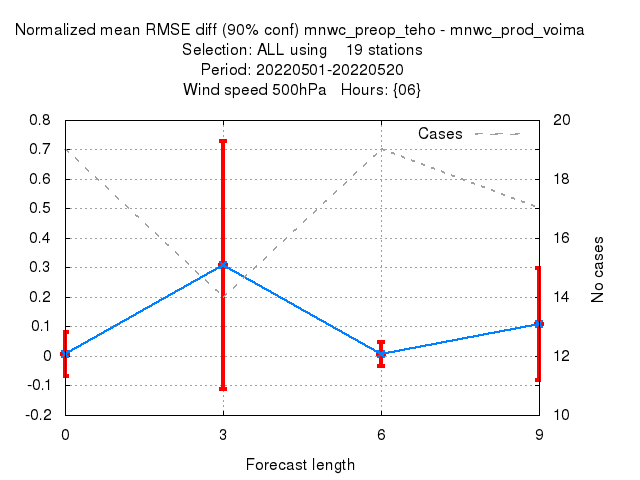 Normalized mean RMSE diff (90% conf) mnwc_preop_teho - mnwc_prod_voima
Selection: ALL using 19 stations
Period: 20220501-20220520
Wind speed 500hPa Hours: {06}
Cases
0.8
0.7
0.6
0.5
0.4
0.3
0.2
0.1
0
-0.1
-0.2
20
18
16
14
12
10
No cases
0 3 6 9
Forecast length